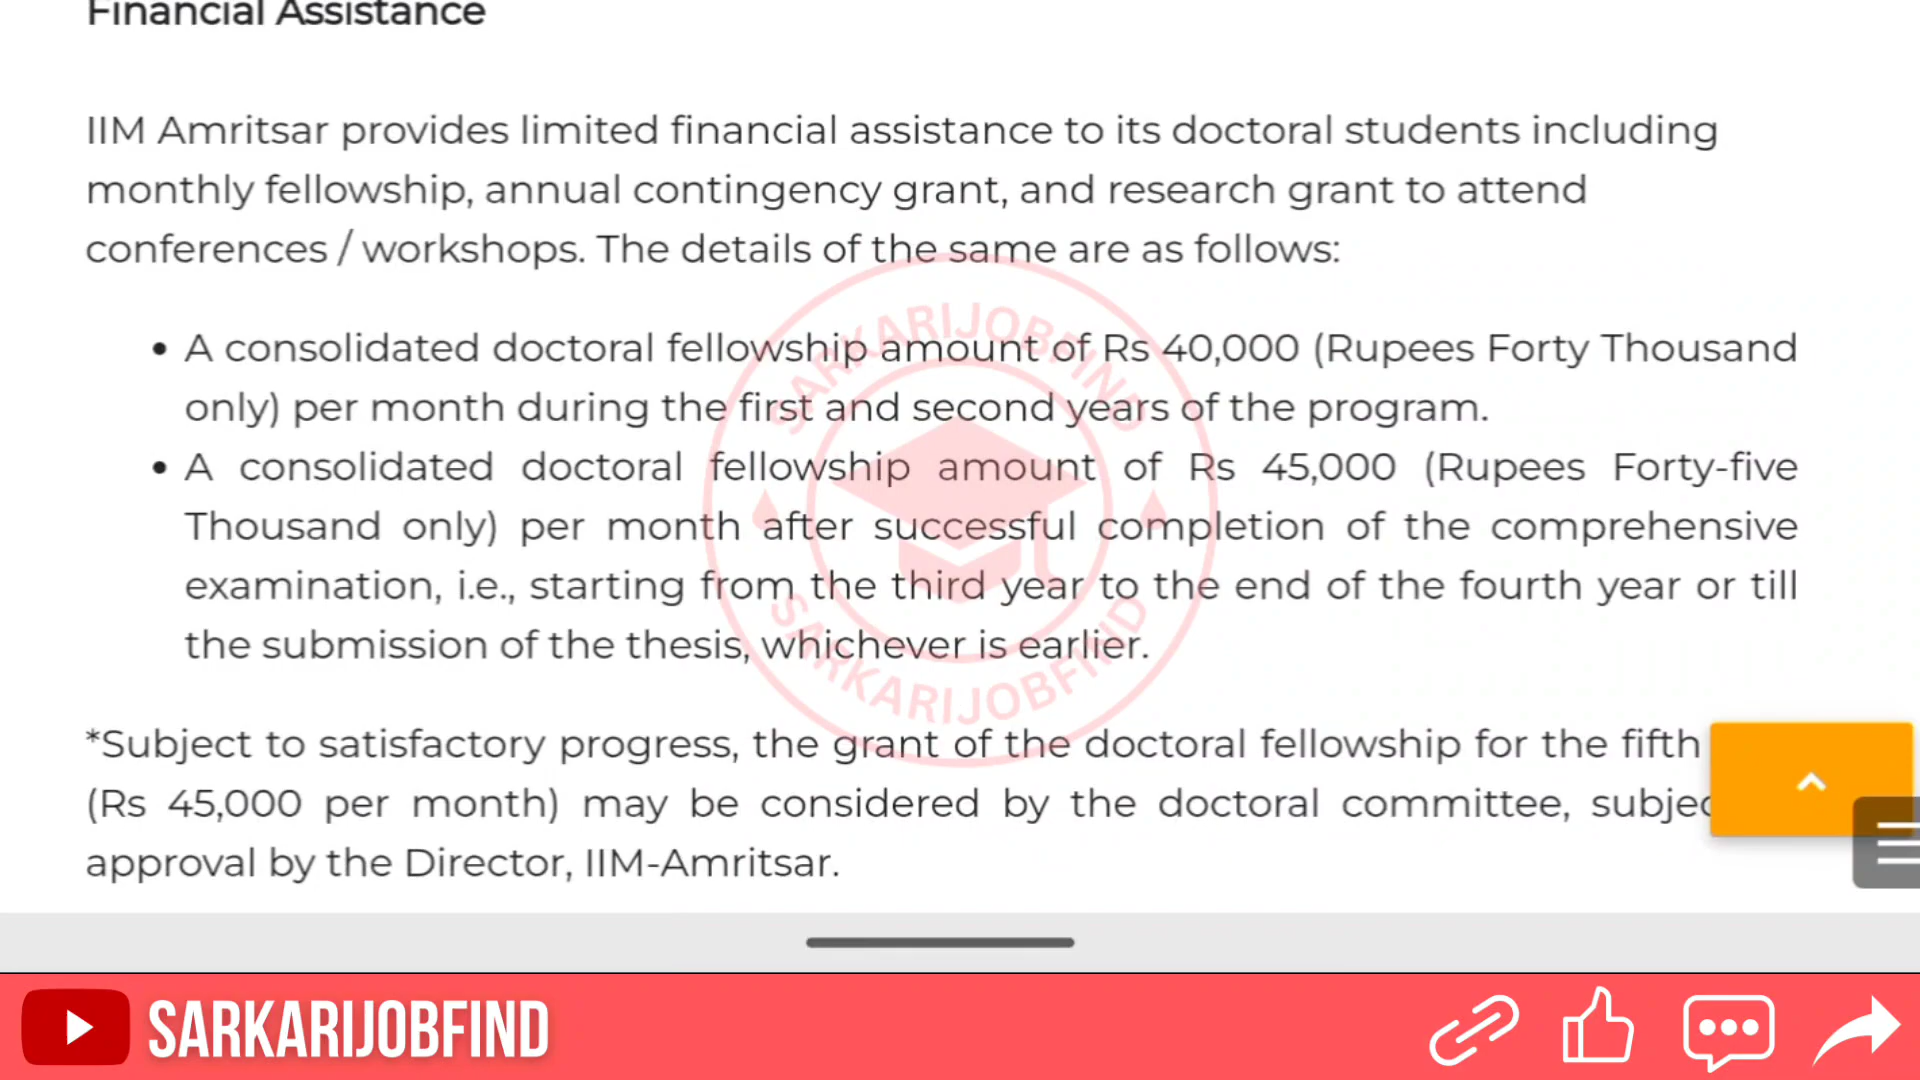 Financial Assistance
IIM Amritsar provides limited financial assistance to its doctoral students including
monthly fellowship, annual contingency grant, and research grant to attend
conferences / workshops. The details of the same are as follows:
• A consolidated doctoral fellowship amount of Rs 40,000 (Rupees Forty Thousand
only) per month during the first and second years of the program.
• A consolidated doctoral fellowship amount of Rs 45,000 (Rupees Forty-five
Thousand only) per month after successful completion of the comprehensive
examination, i.e., starting from the third year to the end of the fourth year or till
the submission of the thesis, whichever is earlier.
*Subject to satisfactory progress, the grant of the doctoral fellowship for the fifth
(Rs 45,000 per month) may be considered by the doctoral committee,
approval by the Director, IIM-Amritsar.
SARKARIJOBFIND
SARKARIJOBFIND
SARKARIJOBFIND